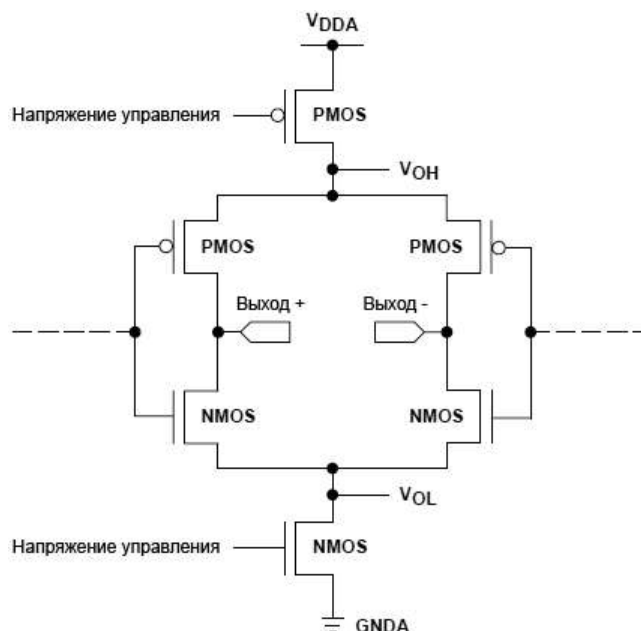 VDDA
Напряжение управления
PMOS
VOH
PMOS PMOS
Выход + Выход -
NMOS NMOS
VOL
Напряжение управления
NMOS
GNDA